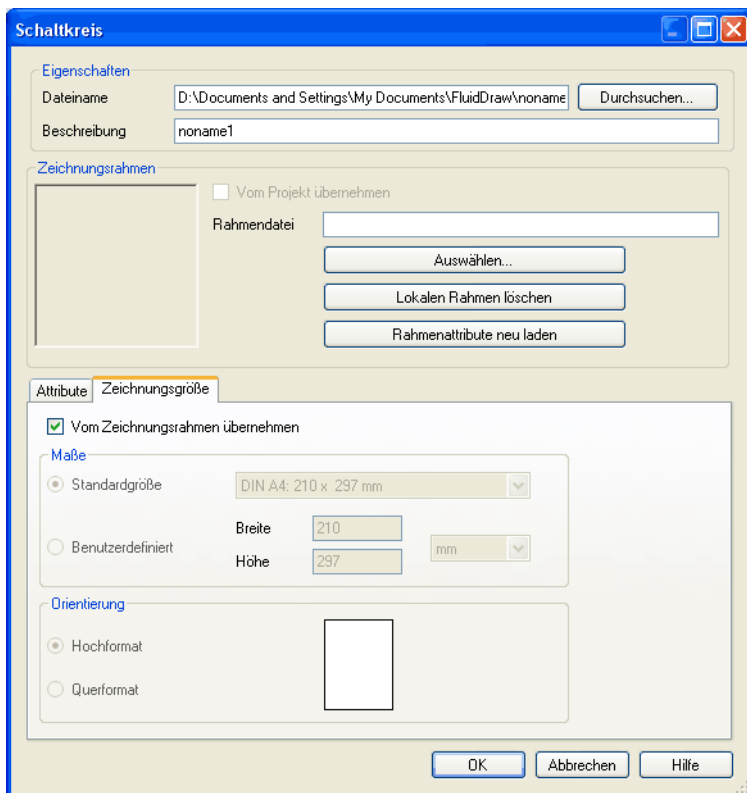 Schaltkreis
Eigenschaften
Dateiname D:\Documents and Settings\My Documents\FluidDraw\noname Durchsuchen...
Beschreibung noname1
Zeichnungsrahmen
Vom Projekt übernehmen
Rahmendatei
Auswählen...
Lokalen Rahmen löschen
Rahmenattribute neu laden
Attribute Zeichnungsgröße
Vom Zeichnungsrahmen übernehmen
Maße
Standardgröße DIN A4: 210 x 297 mm
Breite 210
Benutzerdefiniert mm
Höhe 297
Orientierung
Hochformat
Querformat
OK Abbrechen Hilfe